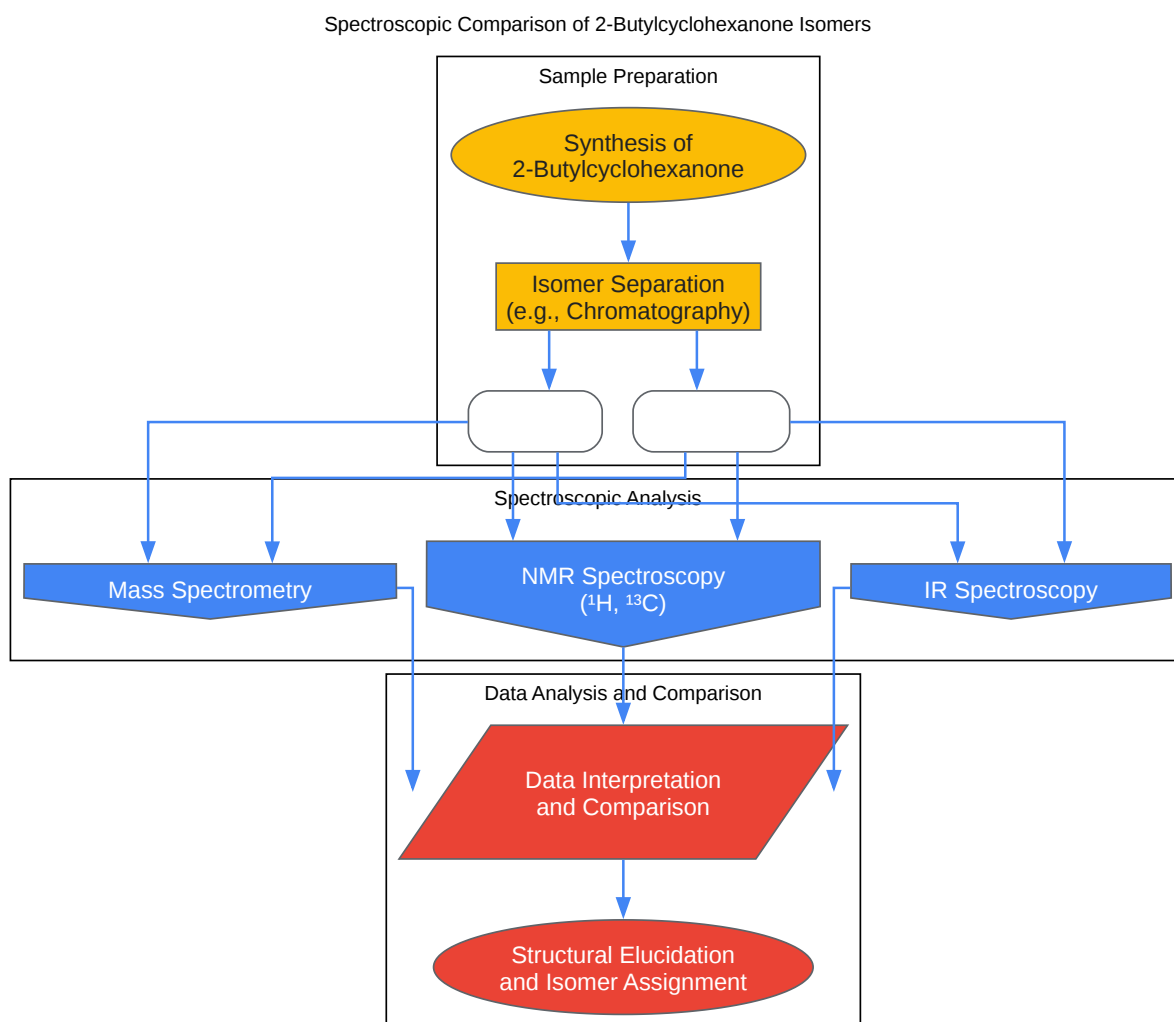 Spectroscopic Comparison of 2-Butylcyclohexanone Isomers
Sample Preparation
Synthesis of
2-Butylcyclohexanone
Isomer Separation
(e.g., Chromatography)
Spectroscopic Analysis
Mass Spectrometry
NMR Spectroscopy
(¹H, ¹³C)
IR Spectroscopy
Data Analysis and Comparison
Data Interpretation
and Comparison
Structural Elucidation
and Isomer Assignment